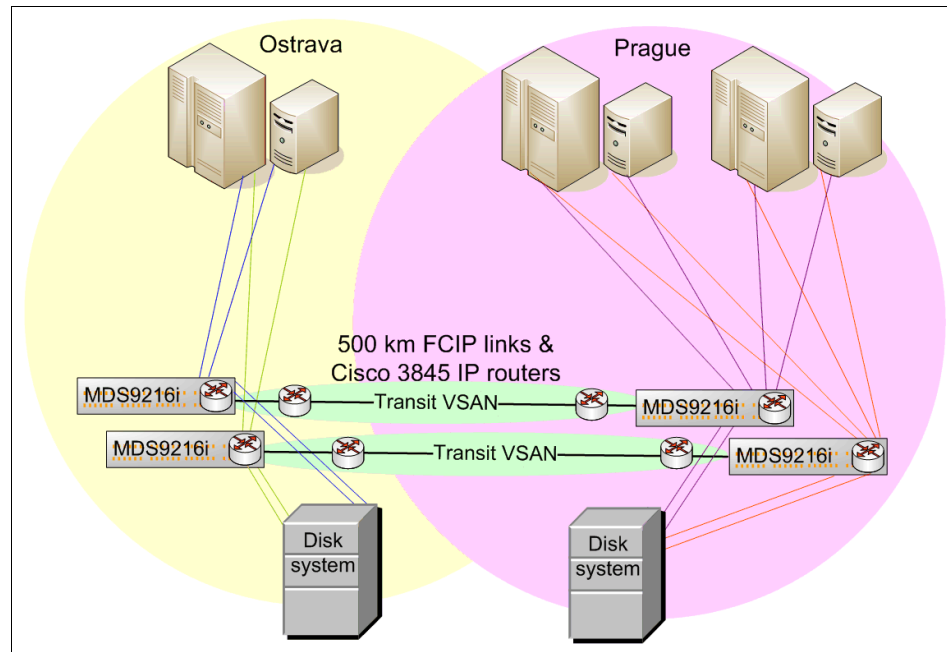 Ostrava
Prague
500 km FCIP links &
Cisco 3845 IP routers
MDS9216i
Transit VSAN
MDS9216i
MDS9216i
Transit VSAN
MDS9216i
Disk
system
Disk
system